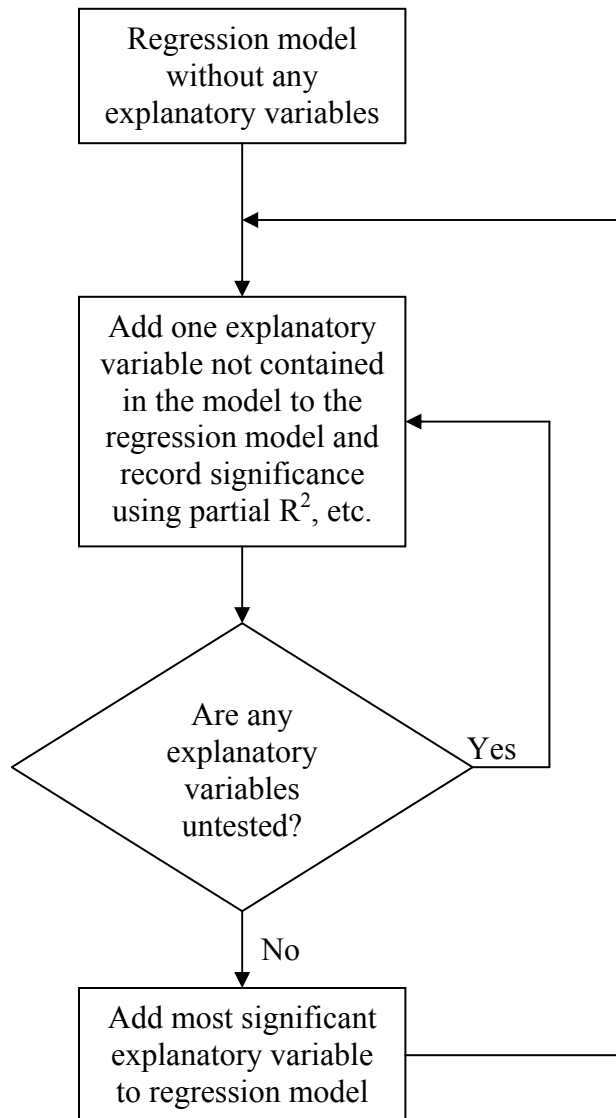 Regression model
without any
explanatory variables
Add one explanatory
variable not contained
in the model to the
regression model and
record significance
using partial R², etc.
Are any
explanatory
variables
untested?
Yes
No
Add most significant
explanatory variable
to regression model